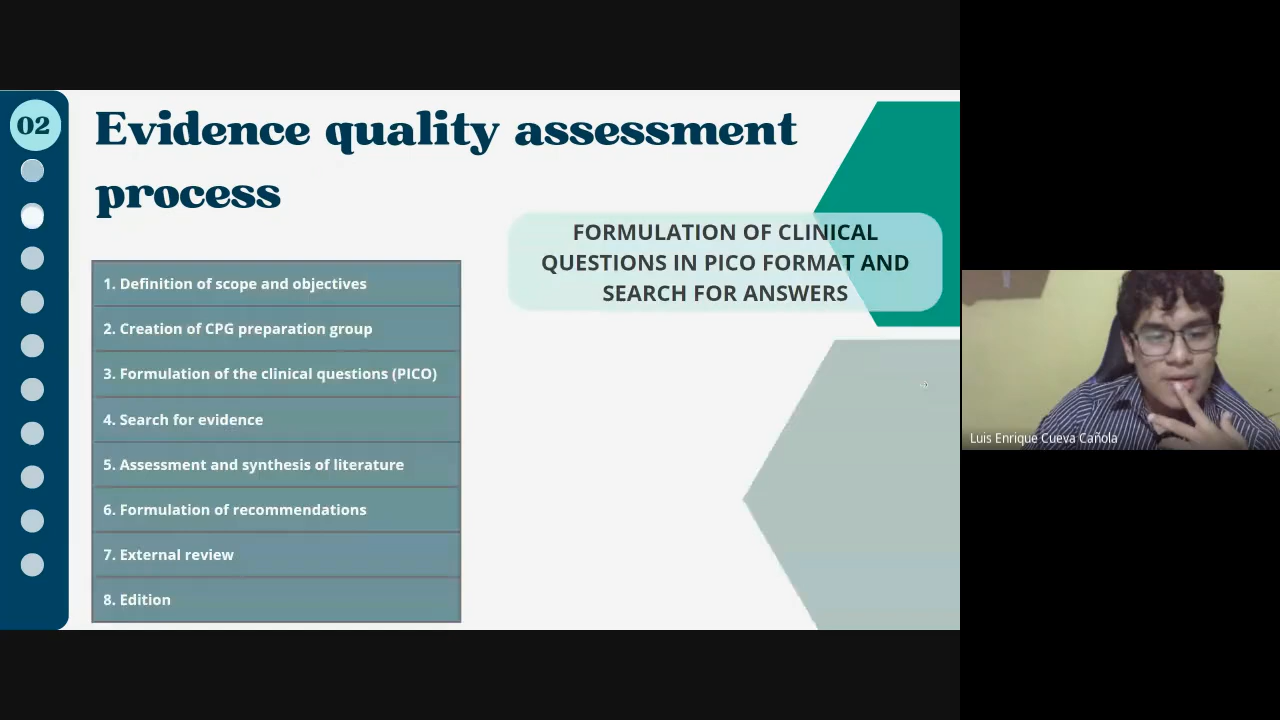 02
Evidence quality assessment
process
FORMULATION OF CLINICAL
QUESTIONS IN PICO FORMAT AND
SEARCH FOR ANSWERS
1. Definition of scope and objectives
2. Creation of CPG preparation group
3. Formulation of the clinical questions (PICO)
4. Search for evidence
5. Assessment and synthesis of literature
6. Formulation of recommendations
7. External review
8. Edition
Luis Enrique Cueva Cañola